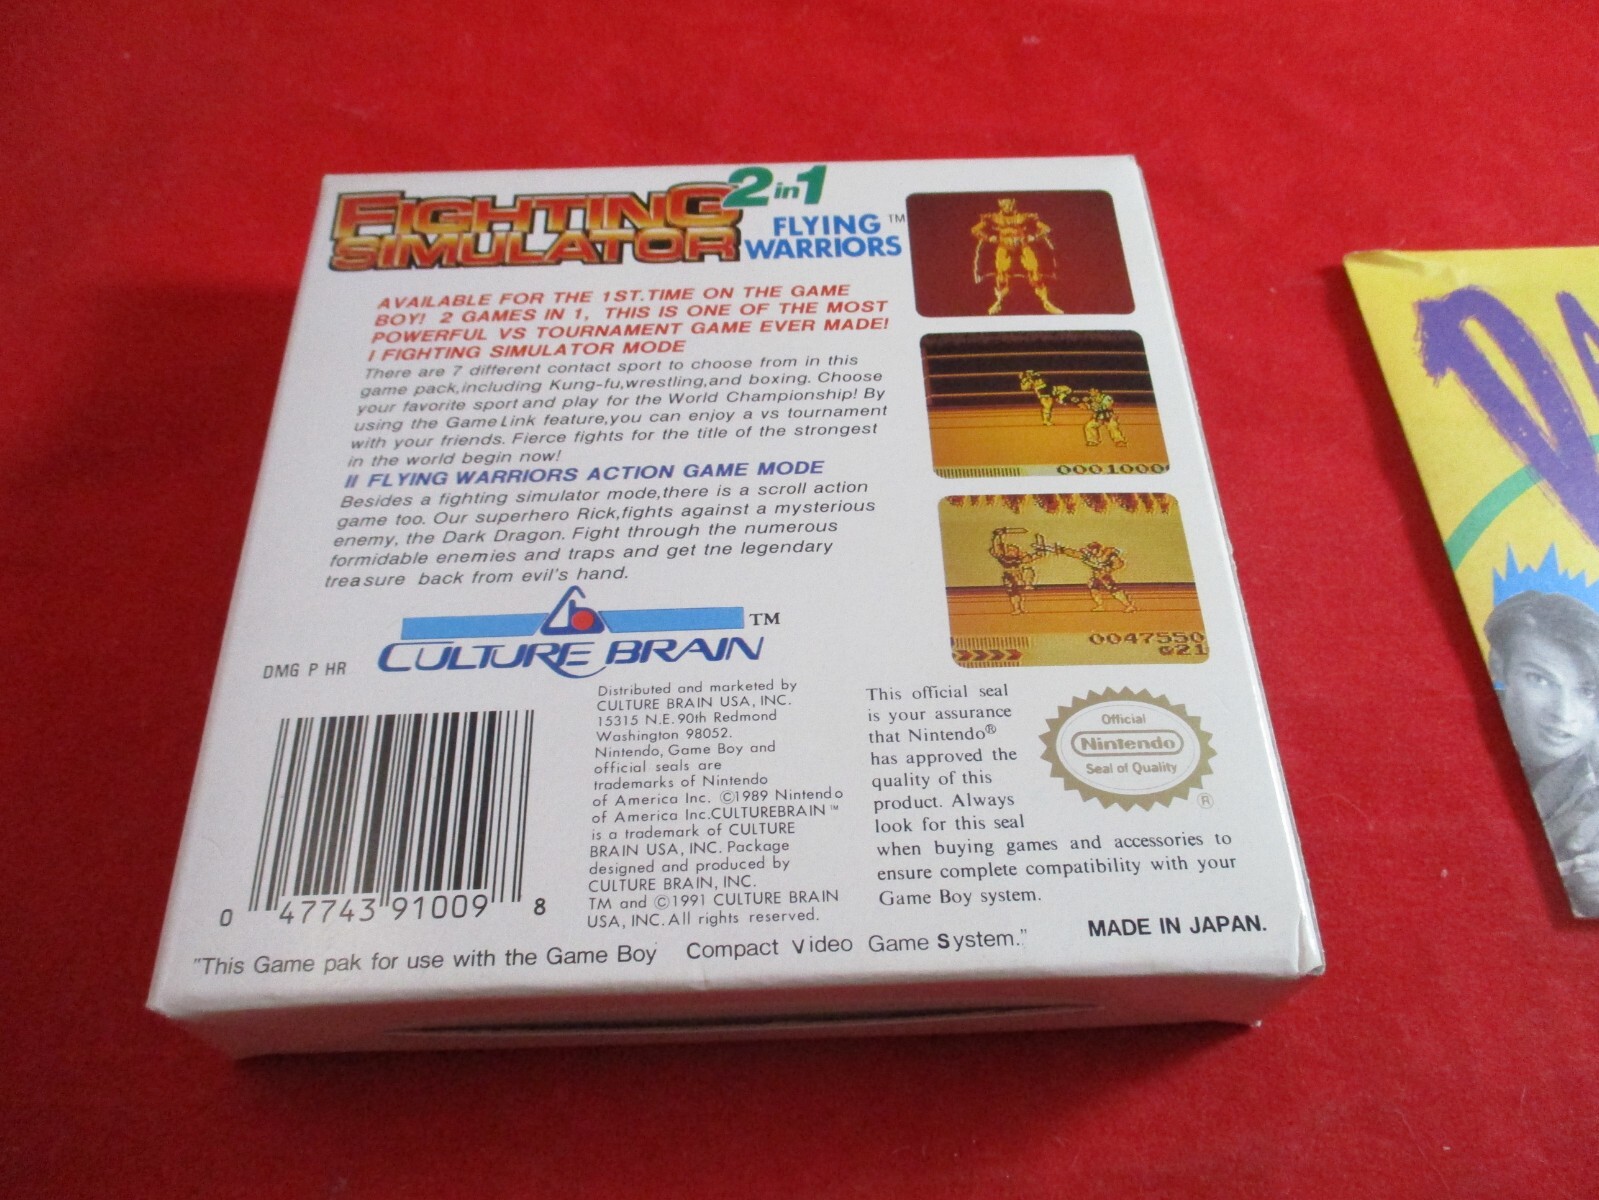 FIGHTING 2 in 1
SIMULATOR
FLYING ™
WARRIORS
AVAILABLE FOR THE 1ST.TIME ON THE GAME
BOY! 2 GAMES IN 1, THIS IS ONE OF THE MOST
POWERFUL VS TOURNAMENT GAME EVER MADE!
I FIGHTING SIMULATOR MODE
There are 7 different contact sport to choose from in this
game pack,including Kung-fu,wrestling,and boxing. Choose
your favorite sport and play for the World Championship! By
using the GameLink feature,you can enjoy a vs tournament
with your friends. Fierce fights for the title of the strongest
in the world begin now!
II FLYING WARRIORS ACTION GAME MODE
Besides a fighting simulator mode,there is a scroll action
game too. Our superhero Rick,fights against a mysterious
enemy, the Dark Dragon. Fight through the numerous
formidable enemies and traps and get tne legendary
treasure back from evil's hand.
0001000
0047550
21
CULTURE BRAIN TM
DMG P HR
0 47743 91009 8
Distributed and marketed by
CULTURE BRAIN USA, INC.
15315 N.E. 90th Redmond
Washington 98052.
Nintendo, Game Boy and
official seals are
trademarks of Nintendo
of America Inc. ©1989 Nintendo
of America Inc.CULTUREBRAIN™
is a trademark of CULTURE
BRAIN USA, INC. Package
designed and produced by
CULTURE BRAIN, INC.
TM and ©1991 CULTURE BRAIN
USA, INC. All rights reserved.
This official seal
is your assurance
that Nintendo®
has approved the
quality of this
product. Always
look for this seal
when buying games and accessories to
ensure complete compatibility with your
Game Boy system.
Official
Nintendo
Seal of Quality
®
MADE IN JAPAN.
"This Game pak for use with the Game Boy Compact Video Game System."